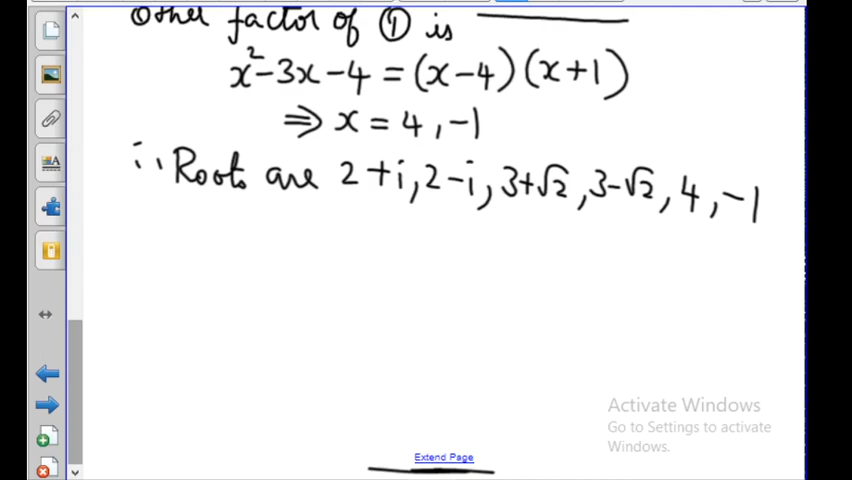 Other factor of ① is
x²-3x-4 = (x-4)(x+1)
⇒ x = 4, -1
∴ Roots are 2+i, 2-i, 3+√2, 3-√2, 4, -1
Activate Windows
Go to Settings to activate
Windows.
Extend Page